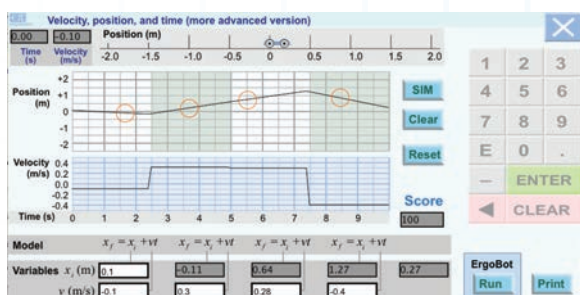 Velocity, position, and time (more advanced version)
0.00 -0.10 Position (m)
Time (s) Velocity (m/s) -2.0 -1.5 -1.0 -0.5 0 0.5 1.0 1.5 2.0
1 2 3
+2
Position (m) +1
0
-1
-2
SIM
4 5 6
Clear
7 8 9
Reset
E 0 .
Velocity (m/s) 0.4
0.2
0.0
-0.2
-0.4
– ENTER
Score
Time (s) 0 1 2 3 4 5 6 7 8 9
100
◀ CLEAR
Model x_f = x_i + vt x_f = x_i + vt x_f = x_i + vt x_f = x_i + vt
Variables x_i (m) 0.1 -0.11 0.64 1.27 0.27
v (m/s) -0.1 0.3 0.28 -0.4
ErgoBot
Run Print